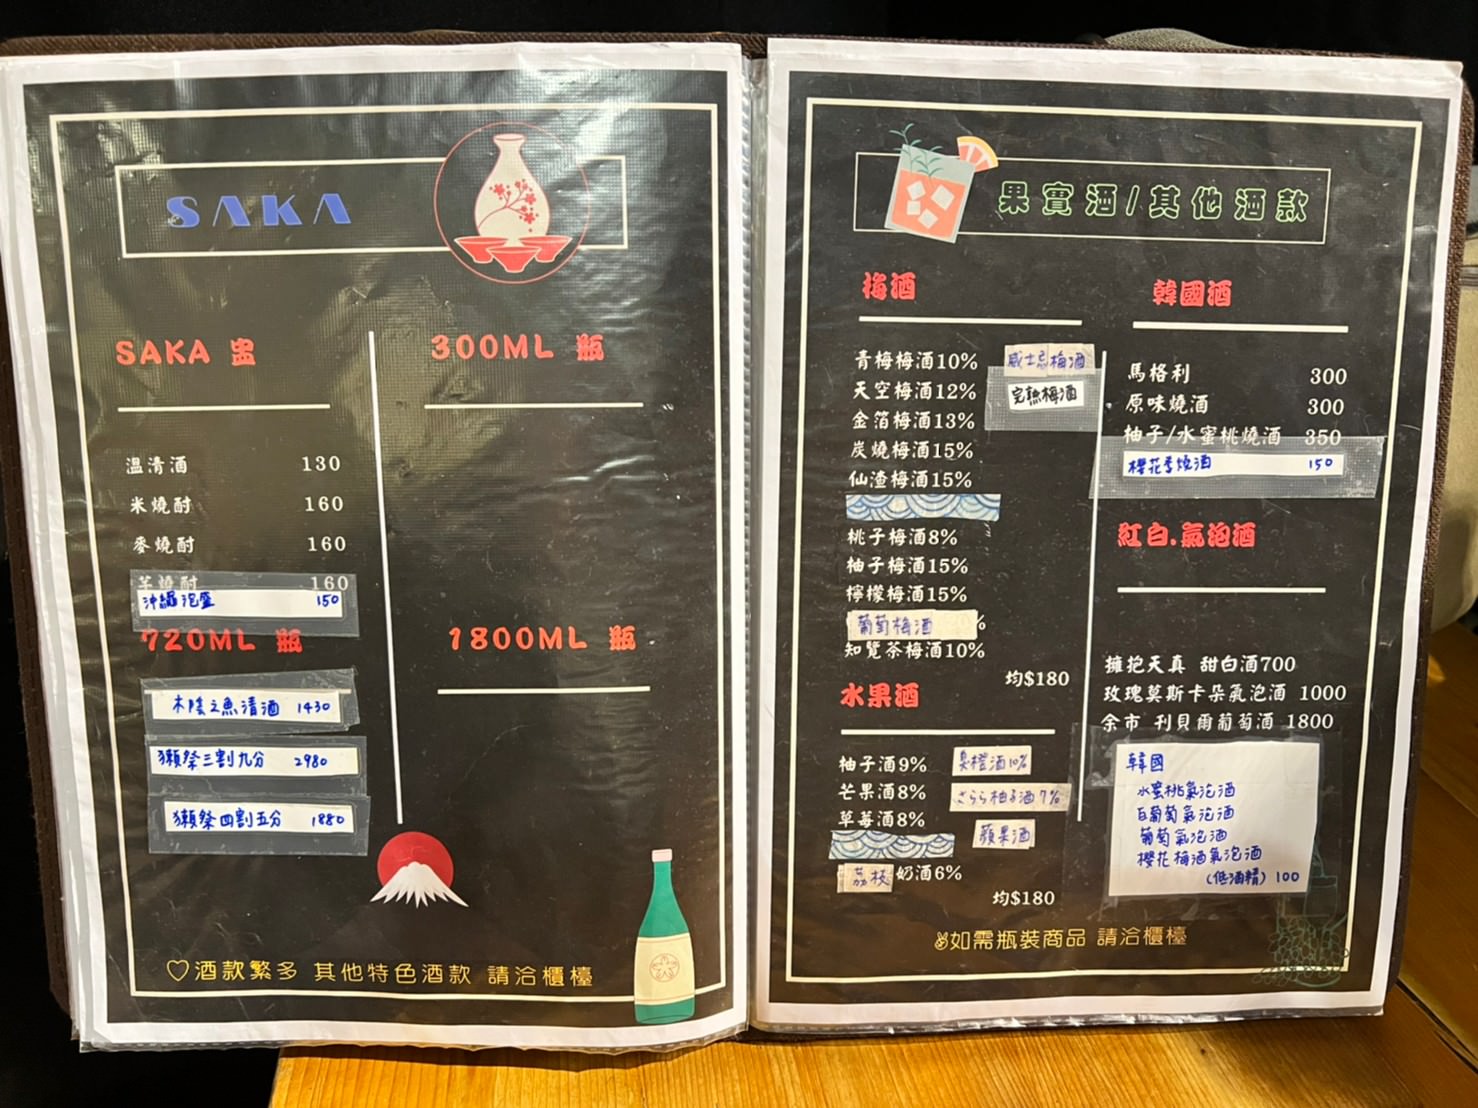 SAKA
SAKA 盅
溫清酒 130
米燒酎 160
麥燒酎 160
芋燒酎 160
沖繩泡盛 150
300ML 瓶
720ML 瓶
木陰之魚清酒 1430
獺祭三割九分 2980
獺祭四割五分 1880
1800ML 瓶
♡酒款繁多 其他特色酒款 請洽櫃檯
果實酒/其他酒款
梅酒
青梅梅酒10% 威士忌梅酒
天空梅酒12% 完熟梅酒
金箔梅酒13%
炭燒梅酒15%
仙渣梅酒15%
桃子梅酒8%
柚子梅酒15%
檸檬梅酒15%
葡萄梅酒 20%
知覽茶梅酒10%
均$180
水果酒
柚子酒9% 臭橙酒10%
芒果酒8% さらら柚子酒7%
草莓酒8% 蘋果酒
荔枝奶酒6%
均$180
韓國酒
馬格利 300
原味燒酒 300
柚子/水蜜桃燒酒 350
櫻花季燒酒 150
紅白.氣泡酒
擁抱天真 甜白酒700
玫瑰莫斯卡朵氣泡酒 1000
余市 利貝爾葡萄酒 1800
韓國
水蜜桃氣泡酒
白葡萄氣泡酒
葡萄氣泡酒
櫻花梅酒氣泡酒
(低酒精) 100
✌如需瓶裝商品 請洽櫃檯